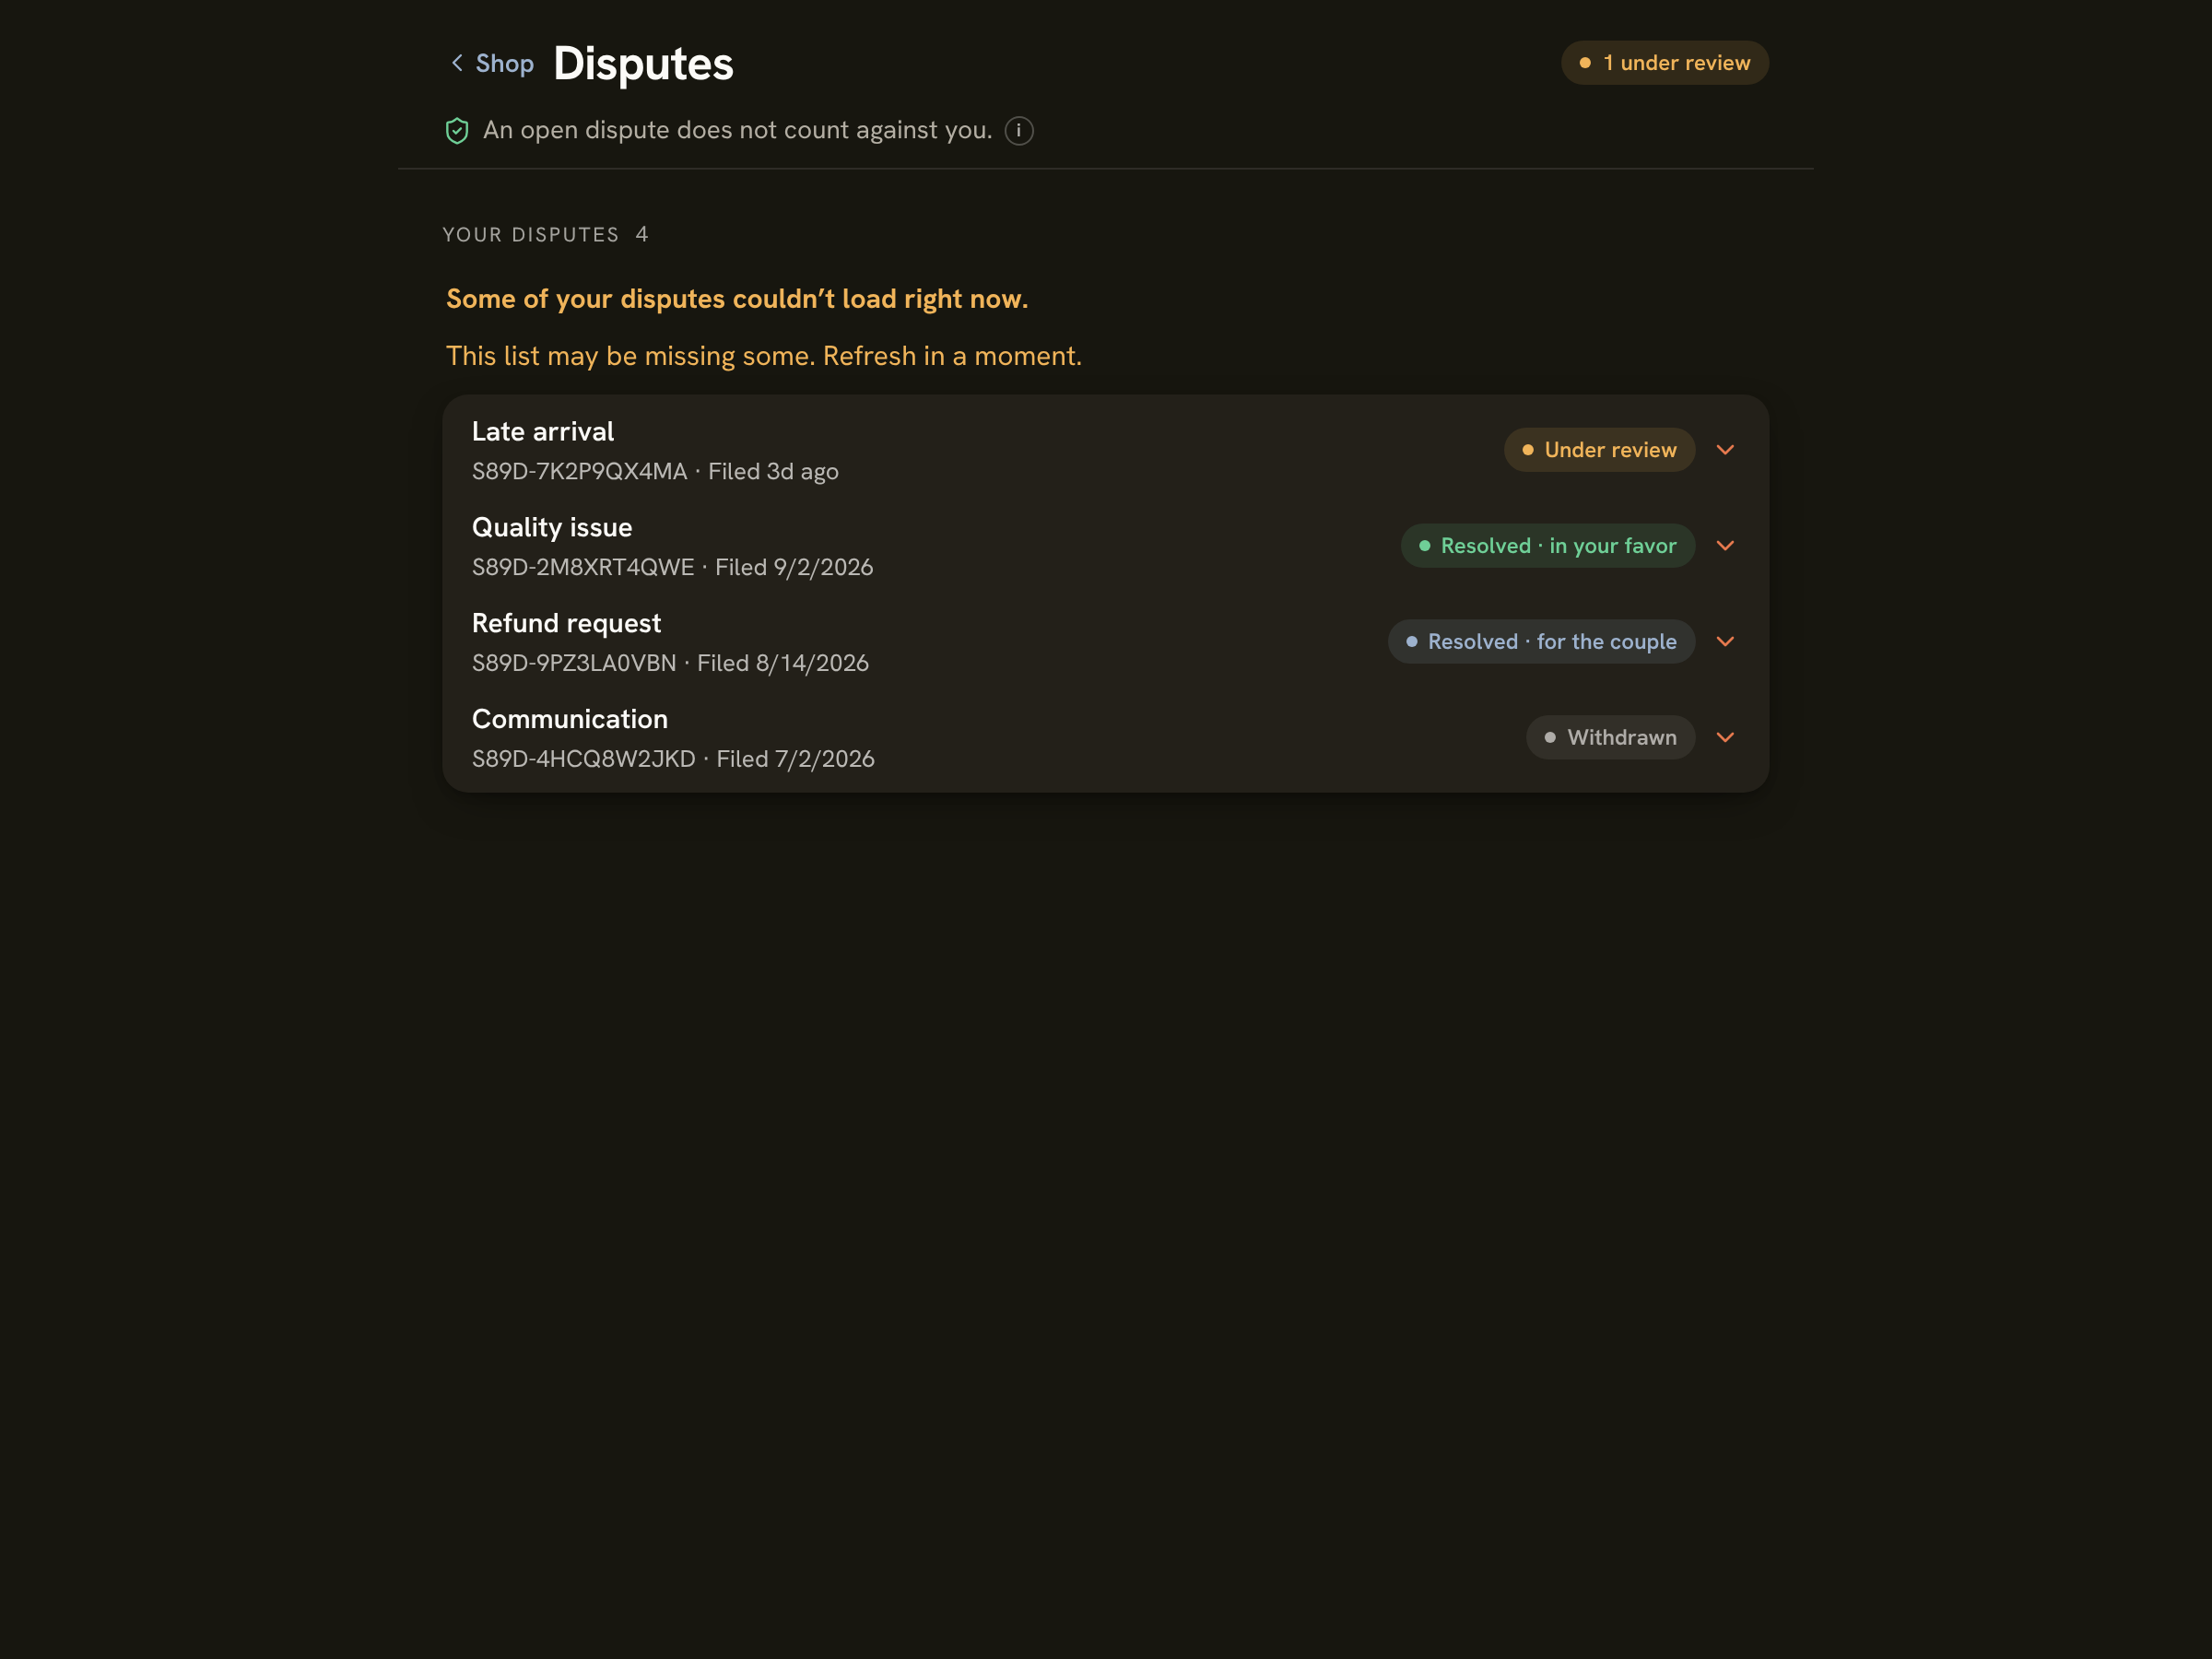 Shop Disputes
1 under review
An open dispute does not count against you.
YOUR DISPUTES 4
Some of your disputes couldn’t load right now.
This list may be missing some. Refresh in a moment.
Late arrival
S89D-7K2P9QX4MA · Filed 3d ago
Under review
Quality issue
S89D-2M8XRT4QWE · Filed 9/2/2026
Resolved · in your favor
Refund request
S89D-9PZ3LA0VBN · Filed 8/14/2026
Resolved · for the couple
Communication
S89D-4HCQ8W2JKD · Filed 7/2/2026
Withdrawn